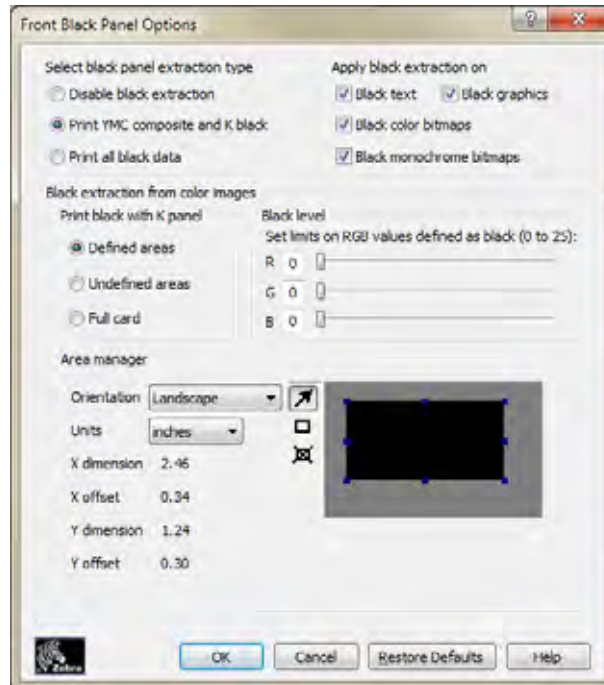 Front Black Panel Options
Select black panel extraction type
Disable black extraction
Print YMC composite and K black
Print all black data
Apply black extraction on
Black text Black graphics
Black color bitmaps
Black monochrome bitmaps
Black extraction from color images
Print black with K panel
Defined areas
Undefined areas
Full card
Black level
Set limits on RGB values defined as black (0 to 25):
R 0
G 0
B 0
Area manager
Orientation Landscape
Units inches
X dimension 2.46
X offset 0.34
Y dimension 1.24
Y offset 0.30
Zebra OK Cancel Restore Defaults Help